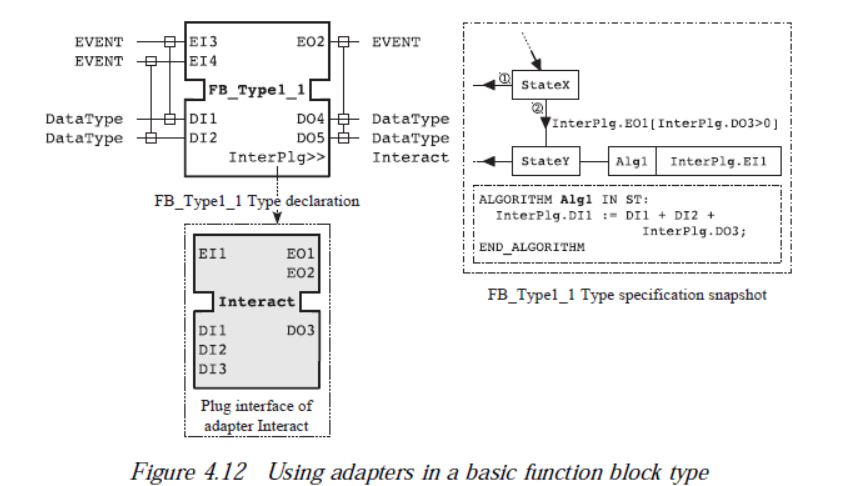 EVENT EI3 EO2 EVENT
EVENT EI4
FB_Type1_1
DataType DI1 DO4 DataType
DataType DI2 DO5 DataType
InterPlg>> Interact
FB_Type1_1 Type declaration
EI1 EO1
EO2
Interact
DI1 DO3
DI2
DI3
Plug interface of
adapter Interact
① StateX
②
InterPlg.EO1[InterPlg.DO3>0]
StateY Alg1 InterPlg.EI1
ALGORITHM Alg1 IN ST:
InterPlg.DI1 := DI1 + DI2 +
InterPlg.DO3;
END_ALGORITHM
FB_Type1_1 Type specification snapshot
Figure 4.12 Using adapters in a basic function block type